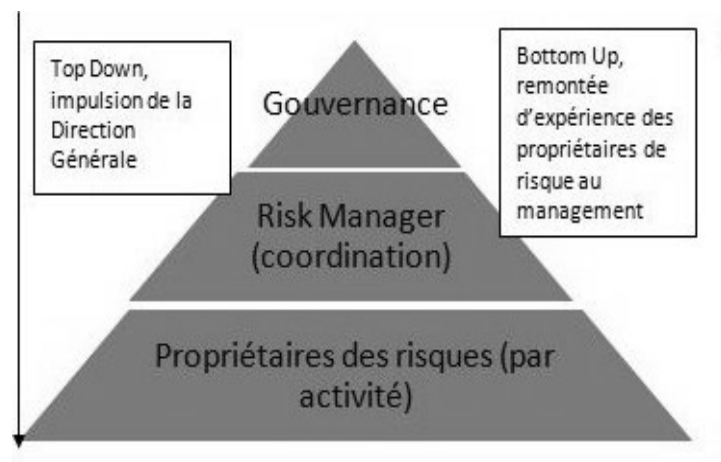 Top Down,
impulsion de la
Direction
Générale
Bottom Up,
remontée
d'expérience des
propriétaires de
risque au
management
Gouvernance
Risk Manager
(coordination)
Propriétaires des risques (par
activité)